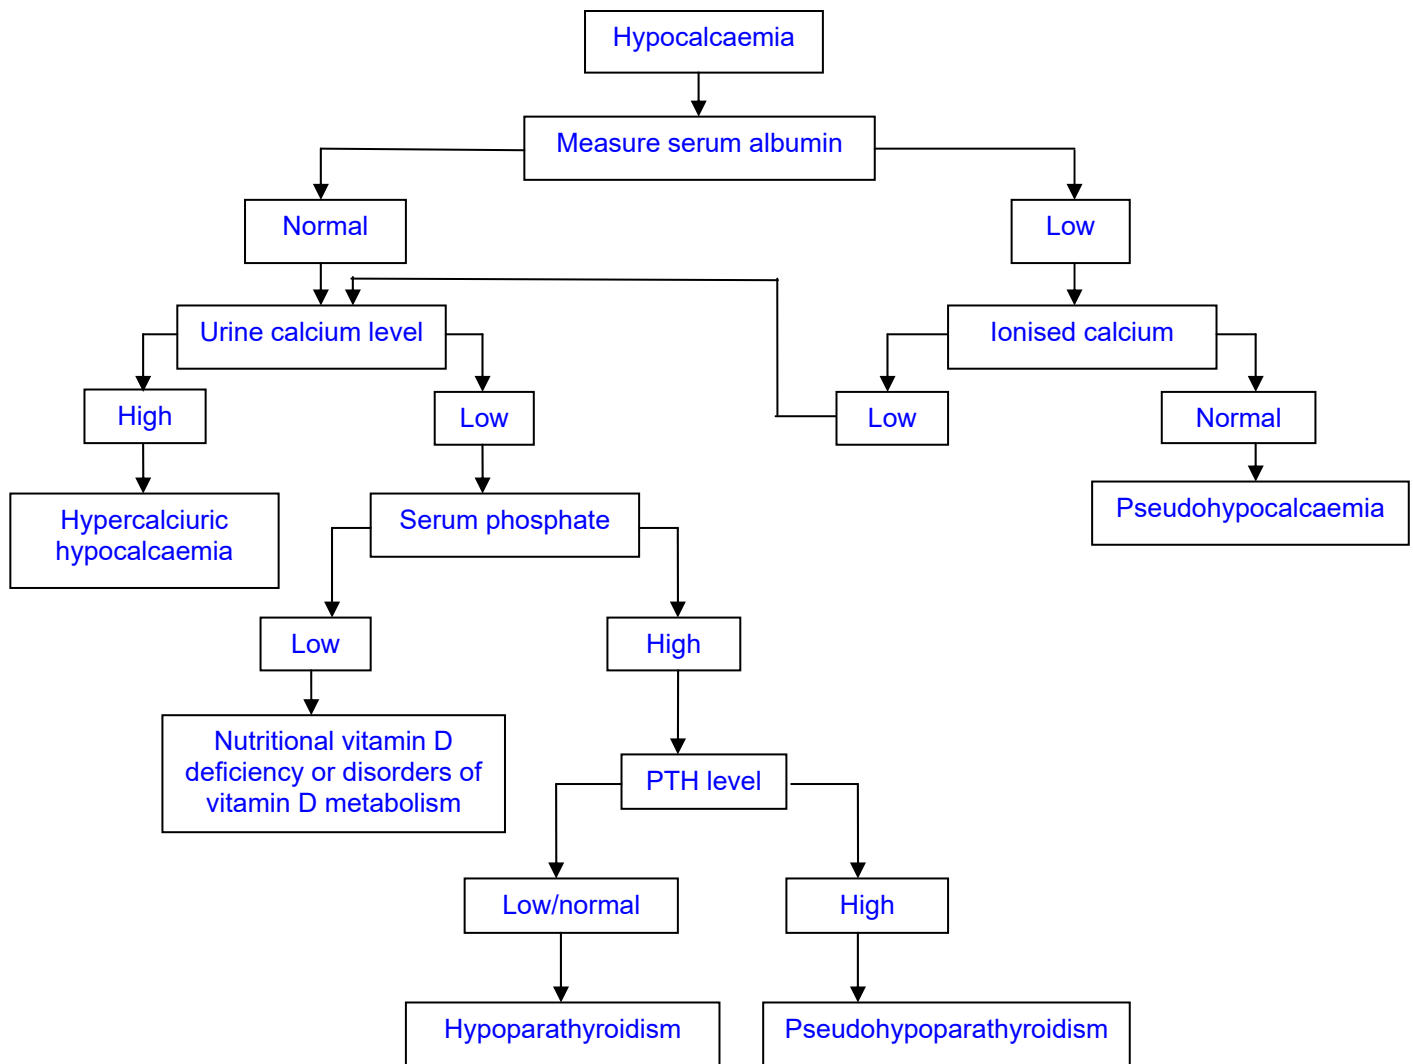 Hypocalcaemia
Measure serum albumin
Normal
Low
Urine calcium level
Ionised calcium
High
Low
Low
Normal
Hypercalciuric
hypocalcaemia
Serum phosphate
Pseudohypocalcaemia
Low
High
Nutritional vitamin D
deficiency or disorders of
vitamin D metabolism
PTH level
Low/normal
High
Hypoparathyroidism
Pseudohypoparathyroidism